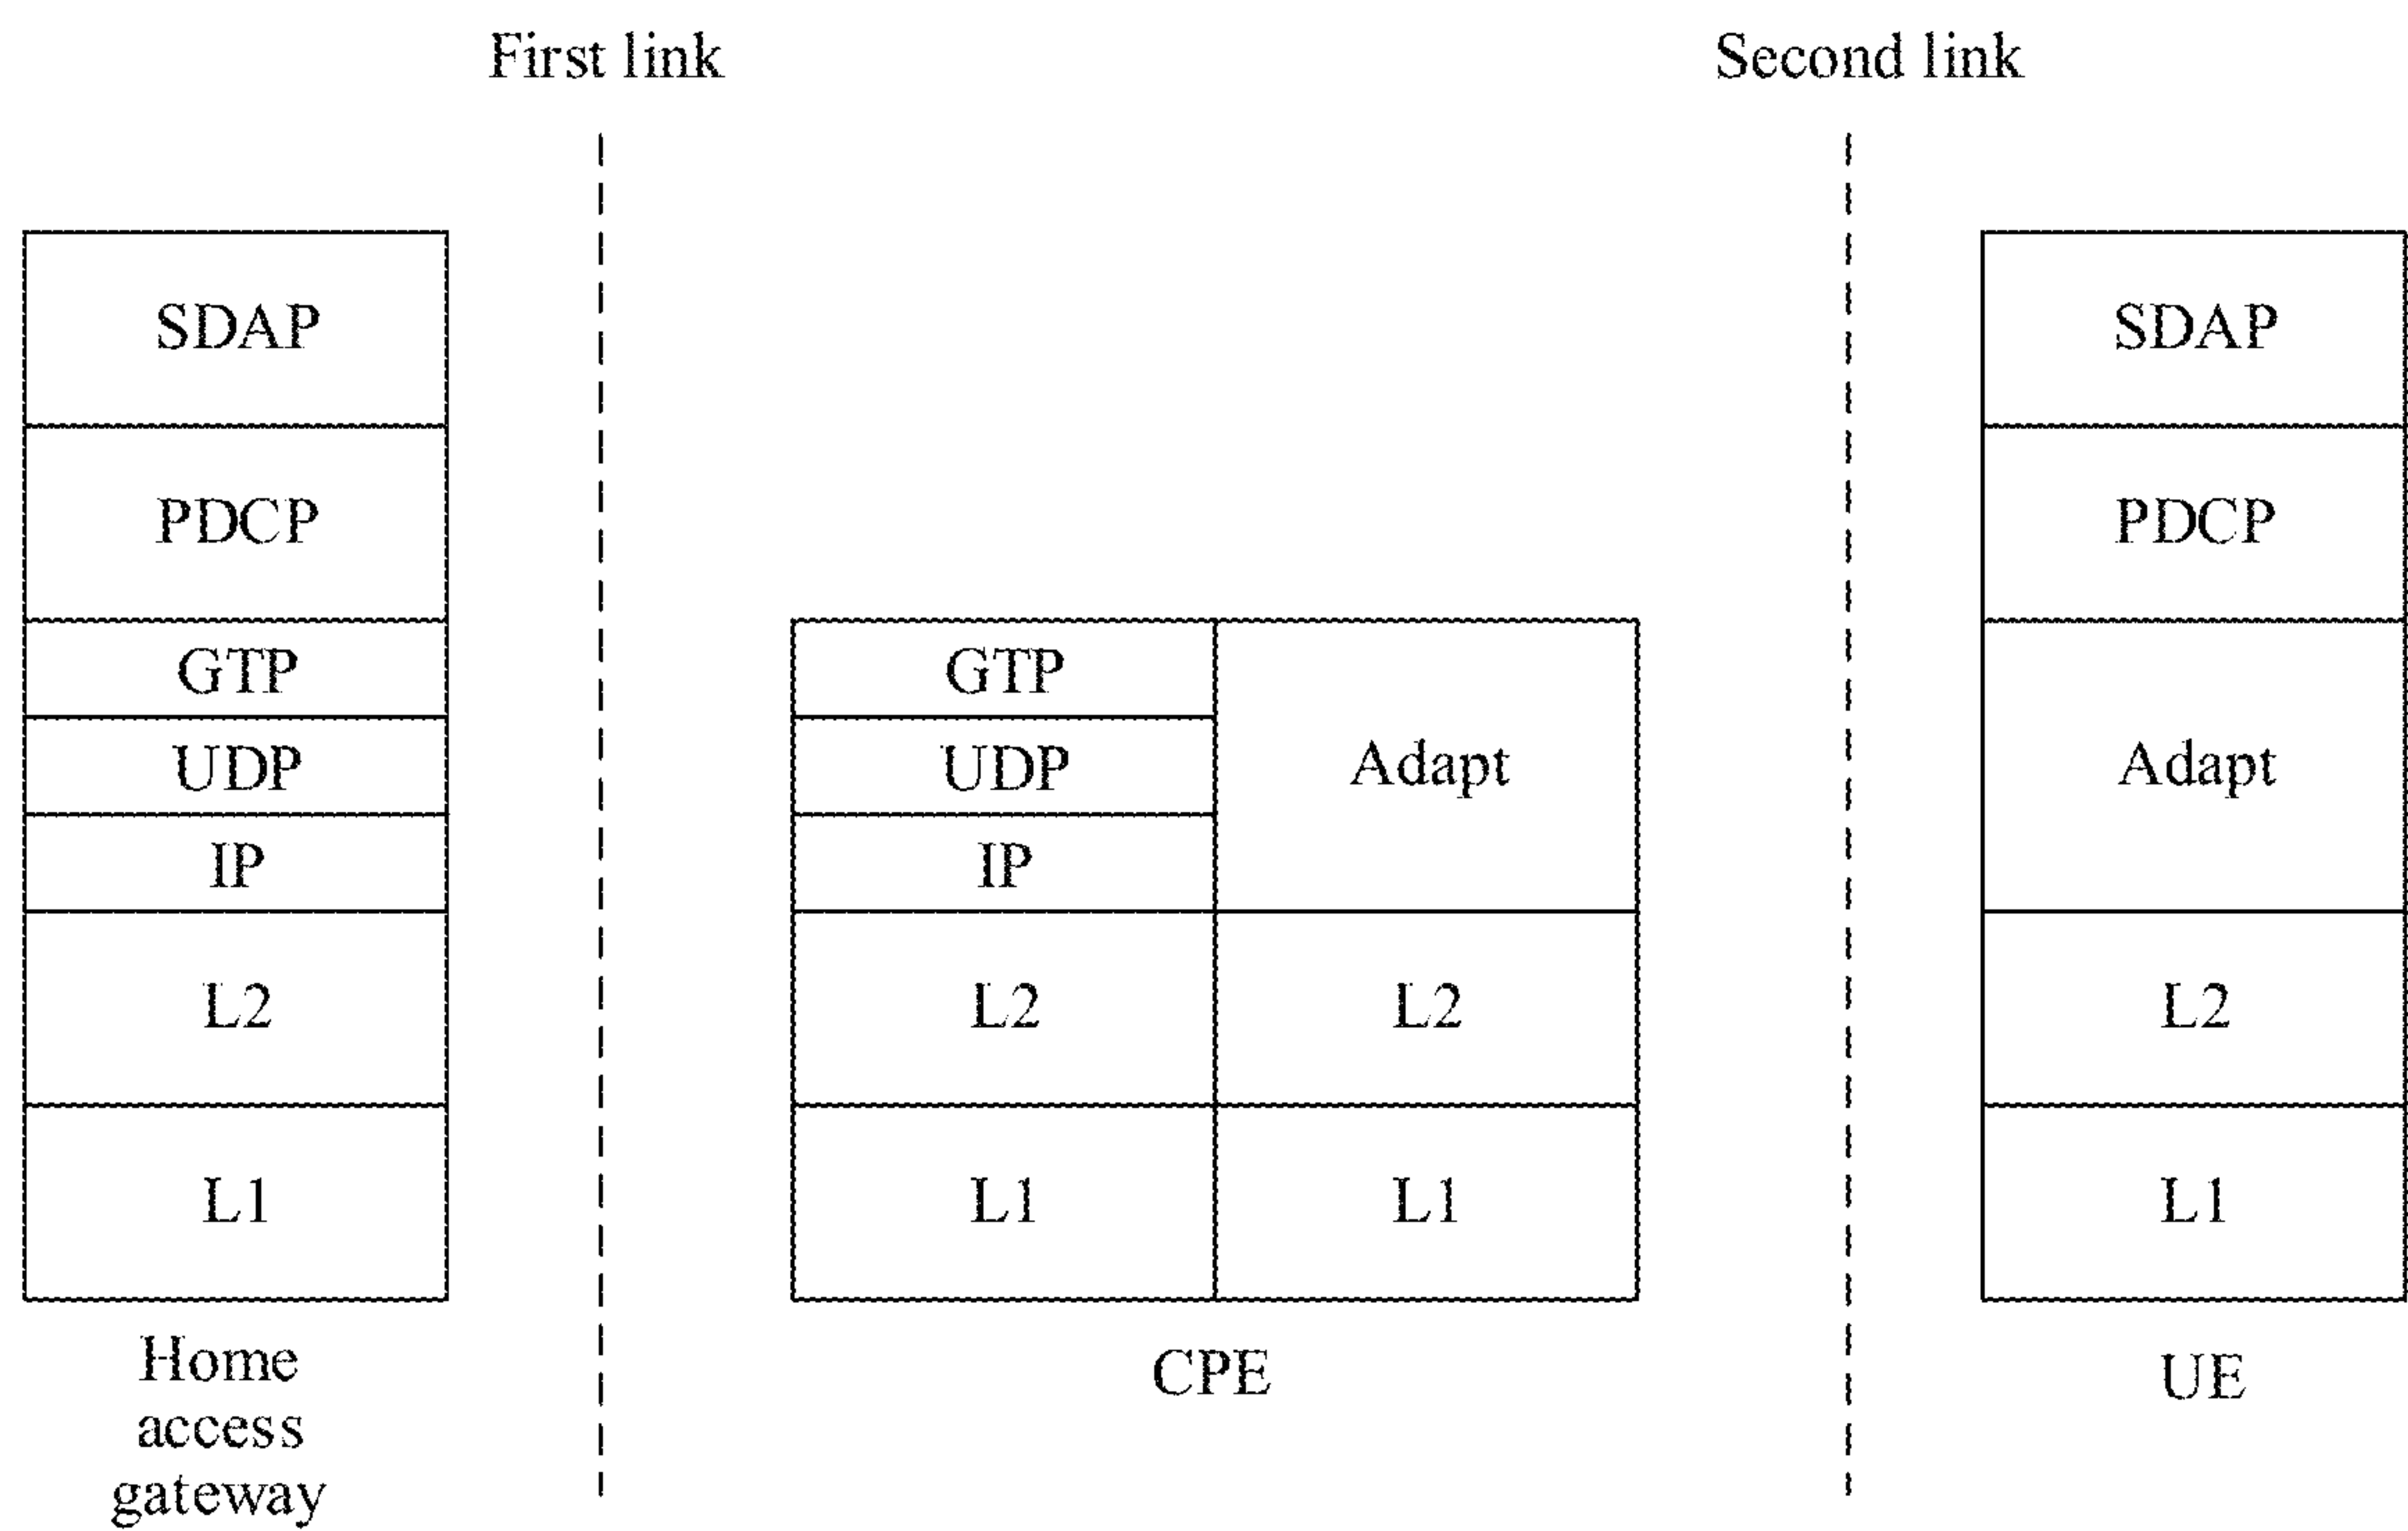 First link
Second link
SDAP
PDCP
GTP
UDP
IP
L2
L1
Home
access
gateway
GTP
UDP
IP
L2
L1
Adapt
L2
L1
CPE
SDAP
PDCP
Adapt
L2
L1
UE